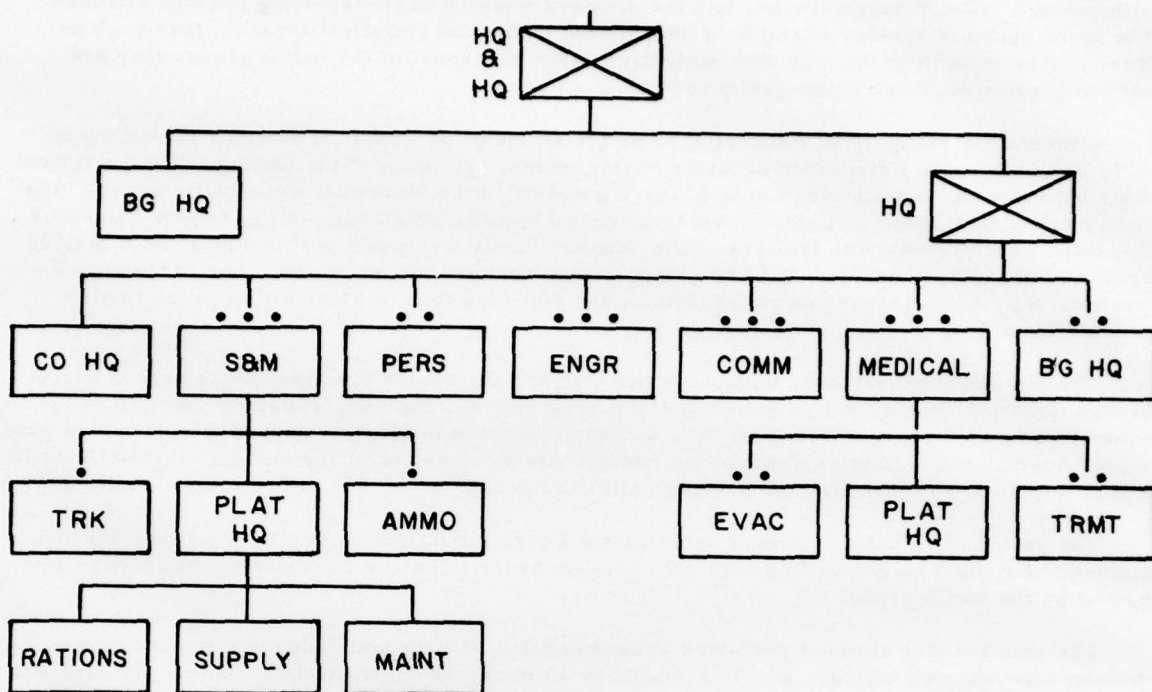 HQ
&
HQ
BG HQ
HQ
CO HQ
S&M
PERS
ENGR
COMM
MEDICAL
BG HQ
TRK
PLAT
HQ
AMMO
EVAC
PLAT
HQ
TRMT
RATIONS
SUPPLY
MAINT